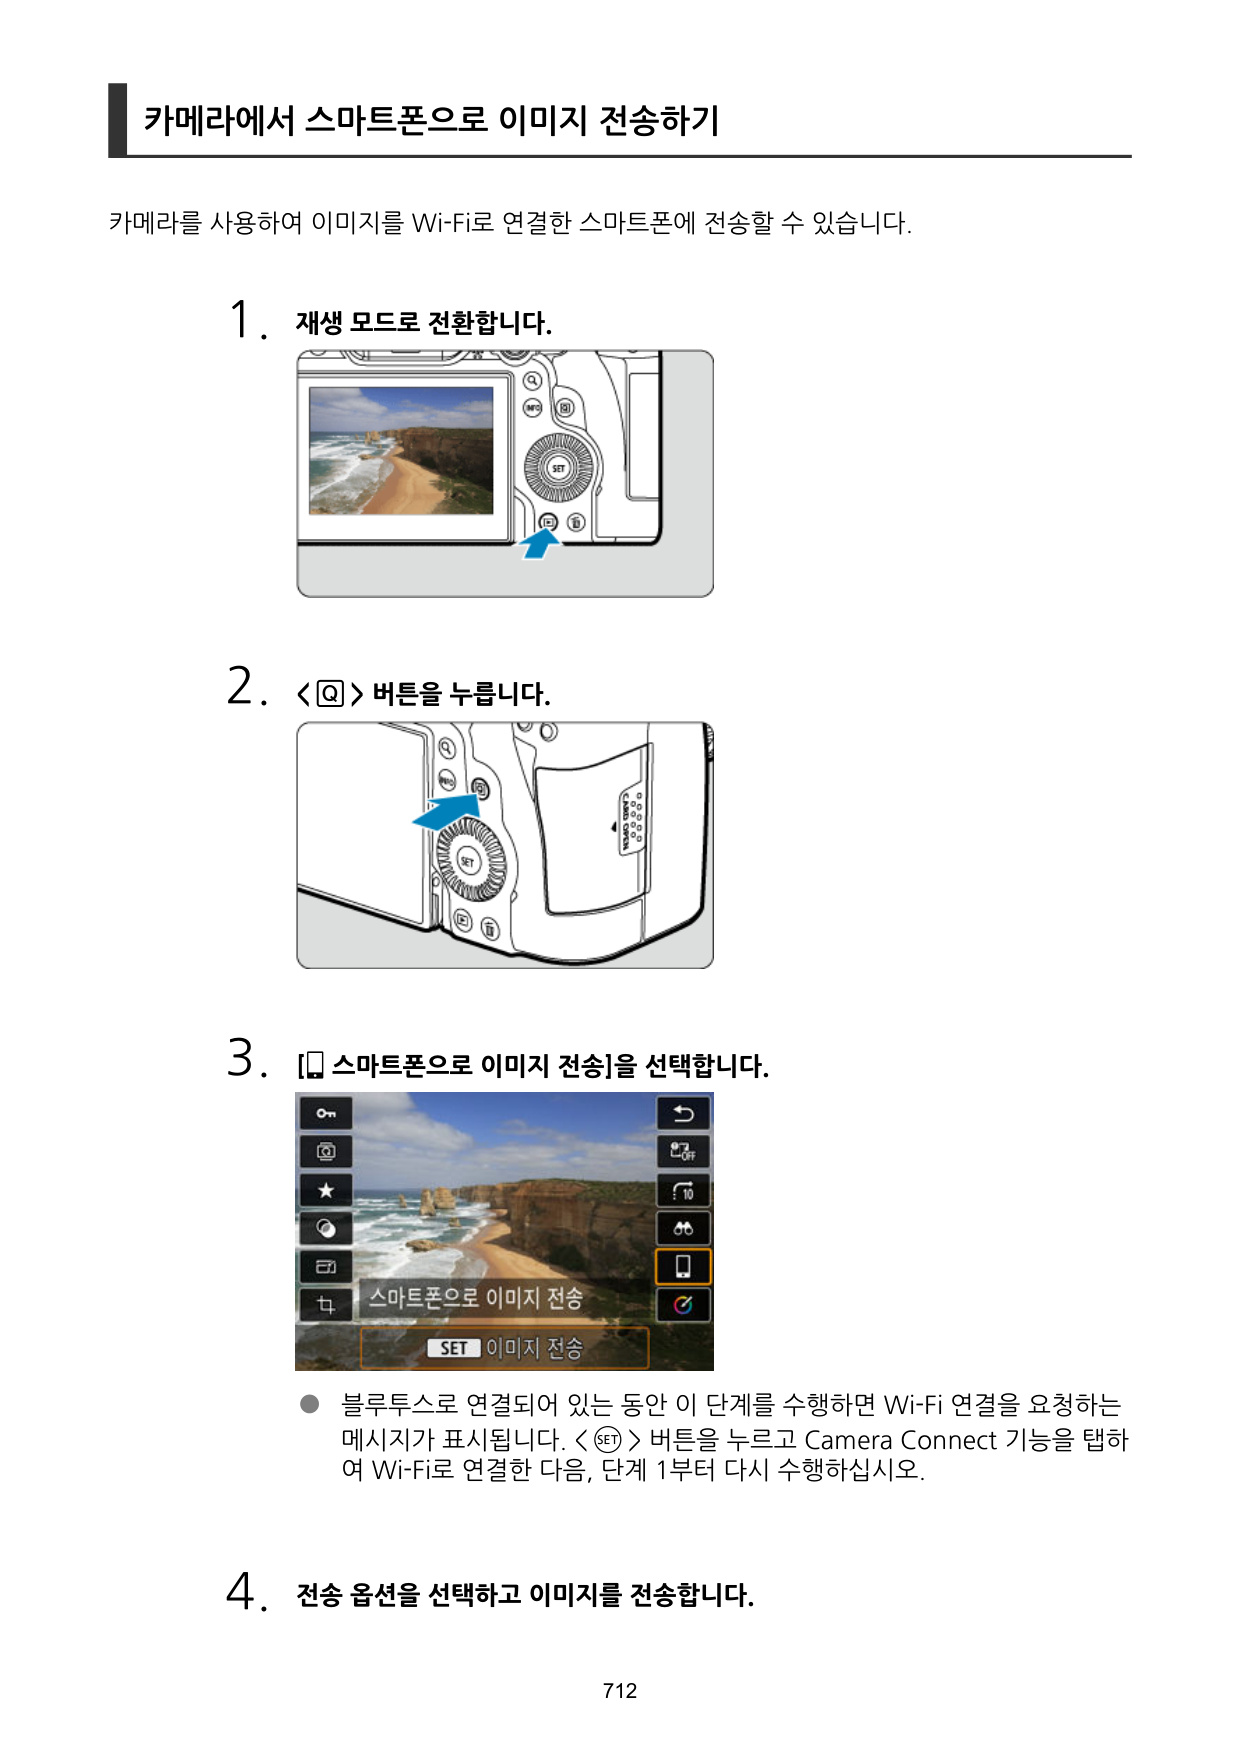 카메라에서 스마트폰으로 이미지 전송하기
카메라를 사용하여 이미지를 Wi-Fi로 연결한 스마트폰에 전송할 수 있습니다.
1. 재생 모드로 전환합니다.
INFO
Q
SET
2. < Q > 버튼을 누릅니다.
INFO
Q
CARD OPEN
SET
3. [ 스마트폰으로 이미지 전송]을 선택합니다.
OFF
10
스마트폰으로 이미지 전송
SET 이미지 전송
● 블루투스로 연결되어 있는 동안 이 단계를 수행하면 Wi-Fi 연결을 요청하는
메시지가 표시됩니다. < SET > 버튼을 누르고 Camera Connect 기능을 탭하
여 Wi-Fi로 연결한 다음, 단계 1부터 다시 수행하십시오.
4. 전송 옵션을 선택하고 이미지를 전송합니다.
712